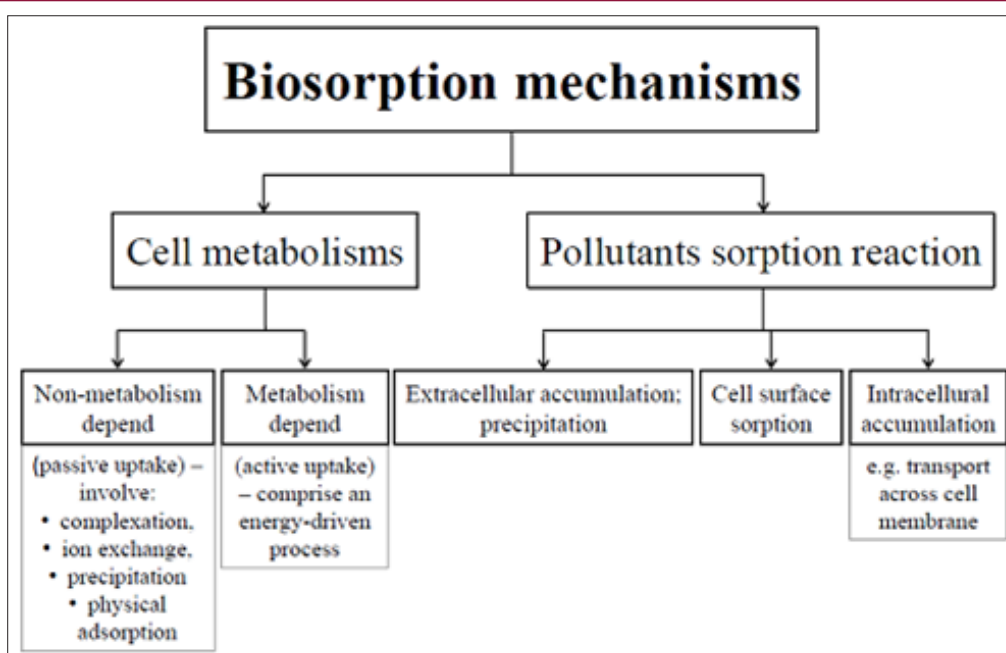 Biosorption mechanisms
Cell metabolisms
Pollutants sorption reaction
Non-metabolism
depend
(passive uptake) –
involve:
• complexation,
• ion exchange,
• precipitation
• physical
adsorption
Metabolism
depend
(active uptake)
– comprise an
energy-driven
process
Extracellular accumulation;
precipitation
Cell surface
sorption
Intracellural
accumulation
e.g. transport
across cell
membrane